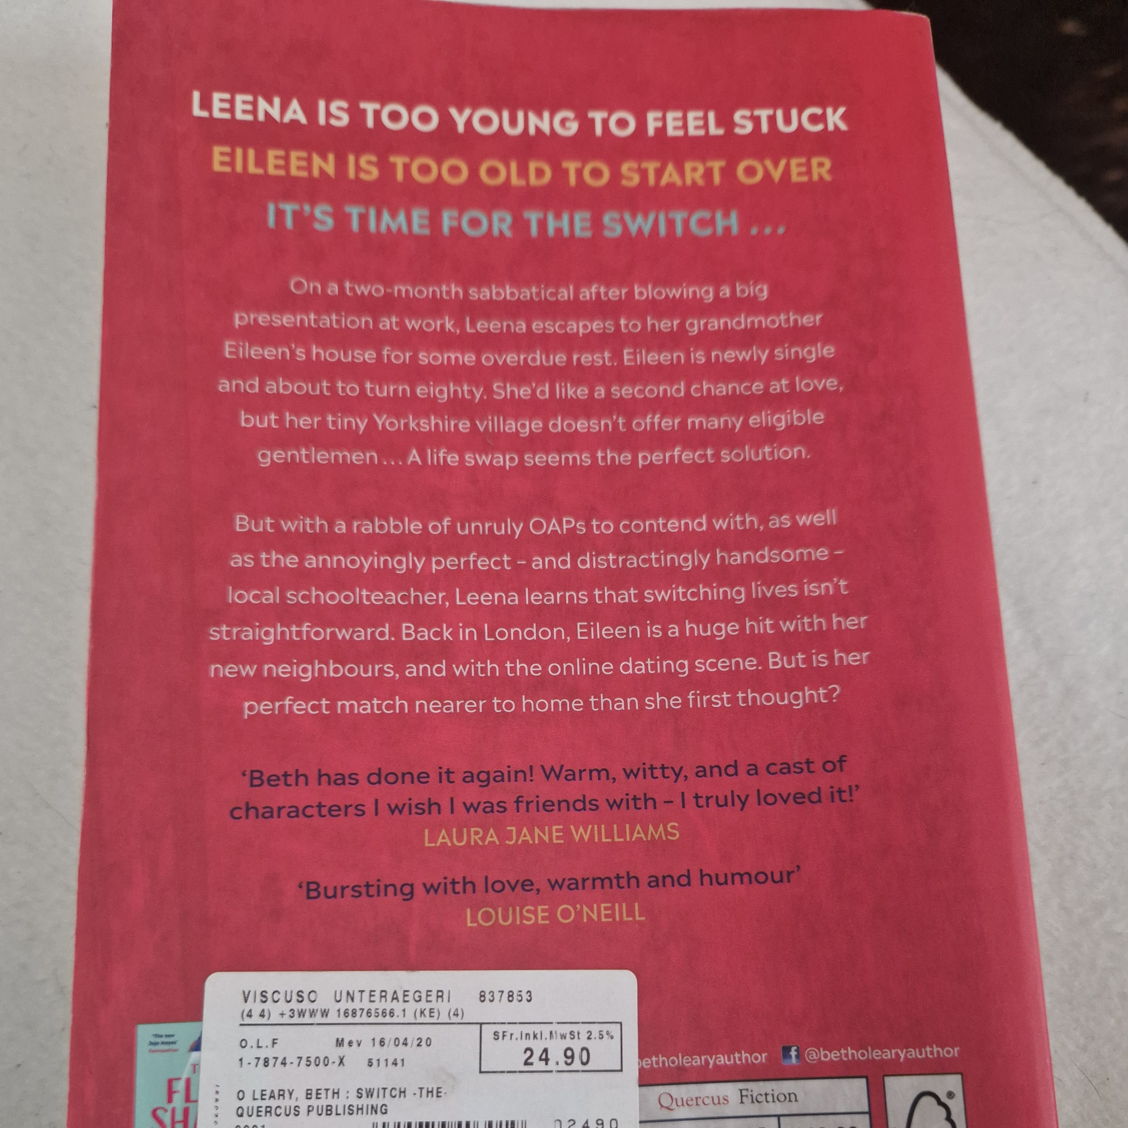 LEENA IS TOO YOUNG TO FEEL STUCK
EILEEN IS TOO OLD TO START OVER
IT'S TIME FOR THE SWITCH ...
On a two-month sabbatical after blowing a big
presentation at work, Leena escapes to her grandmother
Eileen's house for some overdue rest. Eileen is newly single
and about to turn eighty. She'd like a second chance at love,
but her tiny Yorkshire village doesn't offer many eligible
gentlemen ... A life swap seems the perfect solution.
But with a rabble of unruly OAPs to contend with, as well
as the annoyingly perfect – and distractingly handsome –
local schoolteacher, Leena learns that switching lives isn't
straightforward. Back in London, Eileen is a huge hit with her
new neighbours, and with the online dating scene. But is her
perfect match nearer to home than she first thought?
'Beth has done it again! Warm, witty, and a cast of
characters I wish I was friends with – I truly loved it!'
LAURA JANE WILLIAMS
'Bursting with love, warmth and humour'
LOUISE O'NEILL
VISCUSO UNTERAEGERI 837853
(4 4) +3WWW 16876566.1 (KE) (4)
O.L.F Mev 16/04/20
1-7874-7500-X 51141
SFr.inkl.MwSt 2.5%
24.90
O LEARY, BETH : SWITCH -THE-
QUERCUS PUBLISHING
02490
etholearyauthor f @betholearyauthor
Quercus Fiction
FL
SHA